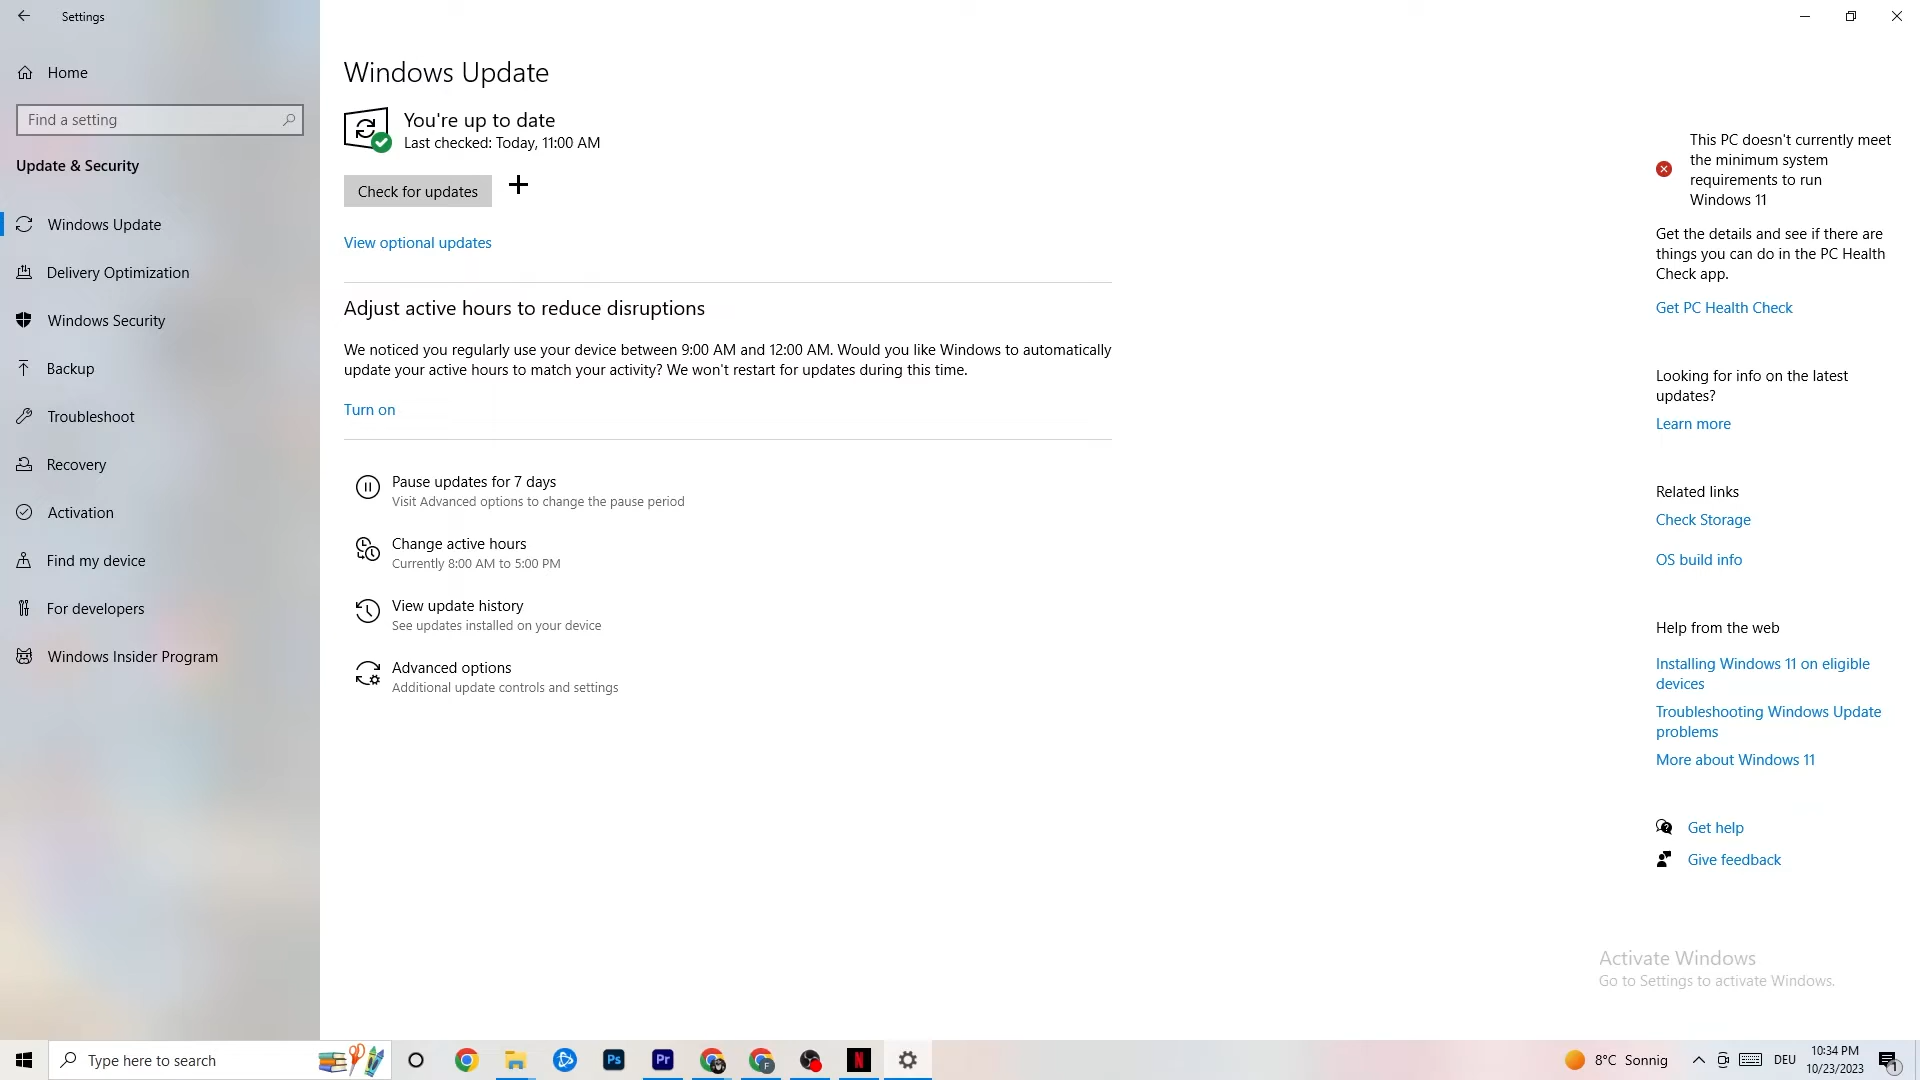 Settings
Home
Find a setting
Update & Security
Windows Update
Delivery Optimization
Windows Security
Backup
Troubleshoot
Recovery
Activation
Find my device
For developers
Windows Insider Program
Windows Update
You're up to date
Last checked: Today, 11:00 AM
Check for updates
View optional updates
Adjust active hours to reduce disruptions
We noticed you regularly use your device between 9:00 AM and 12:00 AM. Would you like Windows to automatically
update your active hours to match your activity? We won't restart for updates during this time.
Turn on
Pause updates for 7 days
Visit Advanced options to change the pause period
Change active hours
Currently 8:00 AM to 5:00 PM
View update history
See updates installed on your device
Advanced options
Additional update controls and settings
This PC doesn't currently meet
the minimum system
requirements to run
Windows 11
Get the details and see if there are
things you can do in the PC Health
Check app.
Get PC Health Check
Looking for info on the latest
updates?
Learn more
Related links
Check Storage
OS build info
Help from the web
Installing Windows 11 on eligible
devices
Troubleshooting Windows Update
problems
More about Windows 11
Get help
Give feedback
Activate Windows
Go to Settings to activate Windows.
Type here to search
Ps
Pr
F
N
8°C Sonnig
DEU
10:34 PM
10/23/2023
1